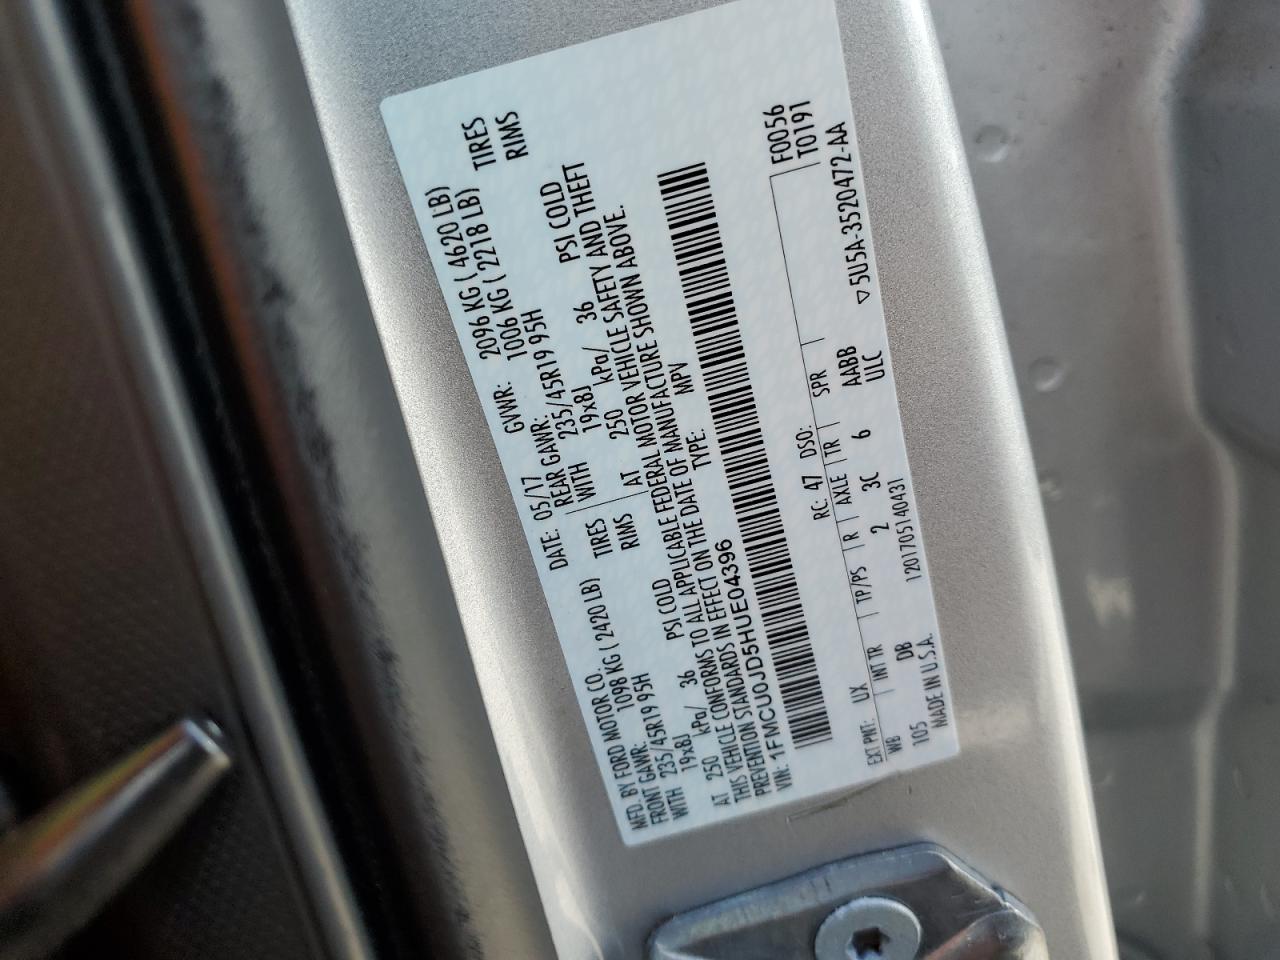 MFD. BY FORD MOTOR CO. DATE: 05/17 GVWR: 2096 KG ( 4620 LB)
FRONT GAWR: 1098 KG ( 2420 LB) REAR GAWR: 1006 KG ( 2218 LB)
WITH 235/45R19 95H TIRES WITH 235/45R19 95H TIRES
19x8J RIMS 19x8J RIMS
AT 250 kPa/ 36 PSI COLD AT 250 kPa/ 36 PSI COLD
THIS VEHICLE CONFORMS TO ALL APPLICABLE FEDERAL MOTOR VEHICLE SAFETY AND THEFT
PREVENTION STANDARDS IN EFFECT ON THE DATE OF MANUFACTURE SHOWN ABOVE.
VIN: 1FMCU0JD5HUE04396 TYPE: MPV
F0056
T0191
EXT PNT: UX RC: 47 DSO:
WB INT TR TP/PS R AXLE TR SPR
105 DB 2 3C 6 AABB
MADE IN U.S.A. 1201705140431 ULC
▽5U5A-3520472-AA